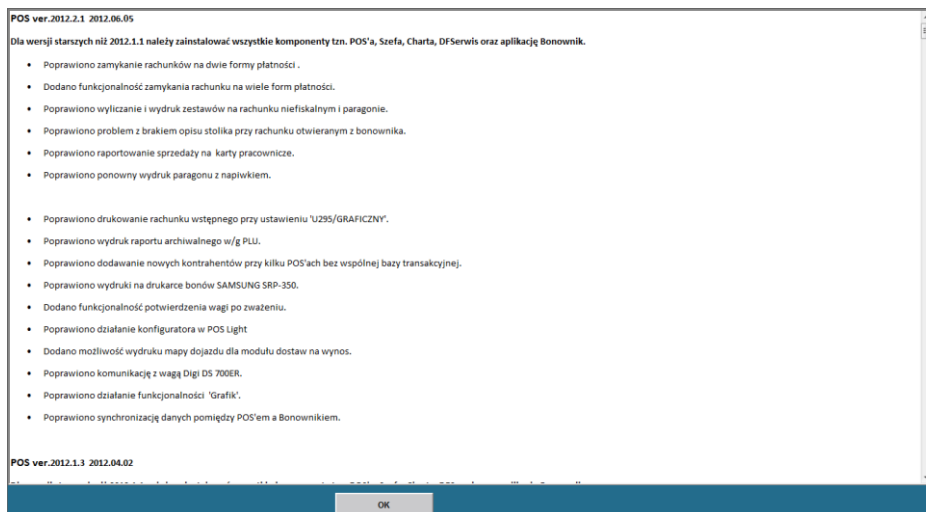 POS ver.2012.2.1 2012.06.05
Dla wersji starszych niż 2012.1.1 należy zainstalować wszystkie komponenty tzn. POS'a, Szefa, Charta, DFSerwis oraz aplikację Bonownik.
• Poprawiono zamykanie rachunków na dwie formy płatności .
• Dodano funkcjonalność zamykania rachunku na wiele form płatności.
• Poprawiono wyliczanie i wydruk zestawów na rachunku niefiskalnym i paragonie.
• Poprawiono problem z brakiem opisu stolika przy rachunku otwieranym z bonownika.
• Poprawiono raportowanie sprzedaży na karty pracownicze.
• Poprawiono ponowny wydruk paragonu z napiwkiem.
• Poprawiono drukowanie rachunku wstępnego przy ustawieniu 'U295/GRAFICZNY'.
• Poprawiono wydruk raportu archiwalnego w/g PLU.
• Poprawiono dodawanie nowych kontrahentów przy kilku POS'ach bez wspólnej bazy transakcyjnej.
• Poprawiono wydruki na drukarce bonów SAMSUNG SRP-350.
• Dodano funkcjonalność potwierdzenia wagi po zważeniu.
• Poprawiono działanie konfiguratora w POS Light
• Dodano możliwość wydruku mapy dojazdu dla modułu dostaw na wynos.
• Poprawiono komunikację z wagą Digi DS 700ER.
• Poprawiono działanie funkcjonalności 'Grafik'.
• Poprawiono synchronizację danych pomiędzy POS'em a Bonownikiem.
POS ver.2012.1.3 2012.04.02
OK